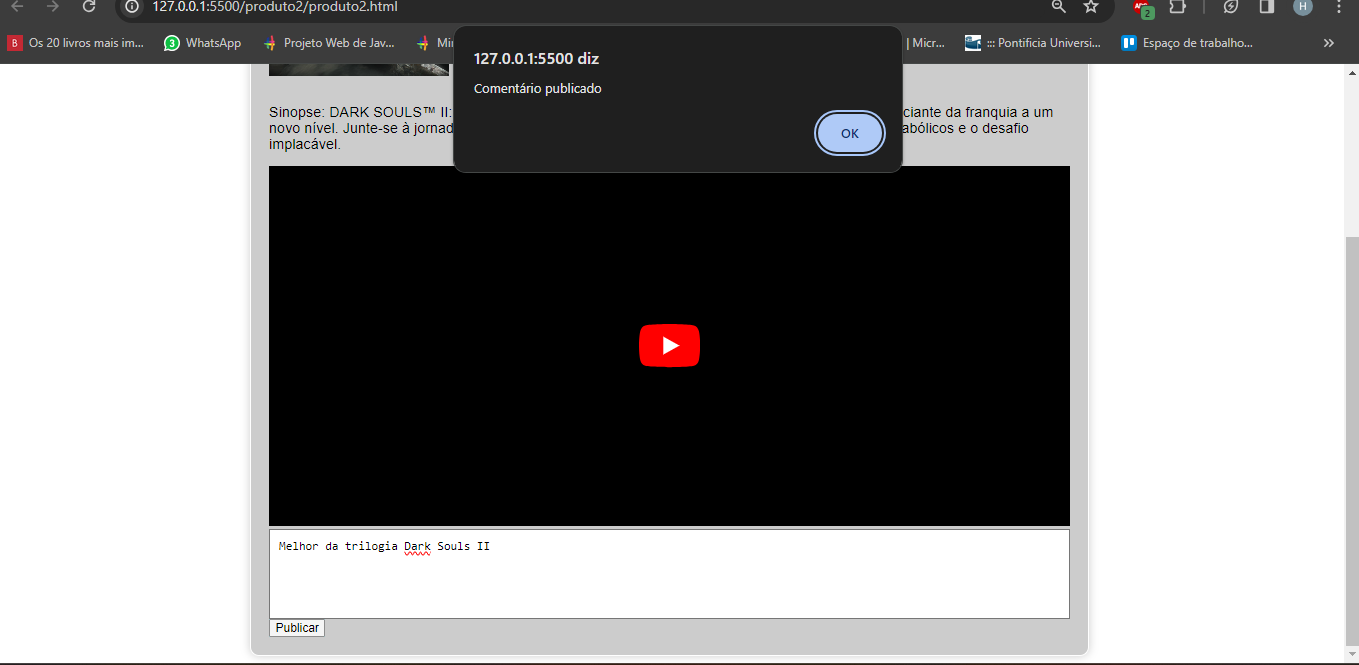 127.0.0.1:5500/produto2/produto2.html
2
H
B Os 20 livros mais im...
3 WhatsApp
Projeto Web de Jav...
| Micr...
::: Pontificia Universi...
Espaço de trabalho...
»
127.0.0.1:5500 diz
Comentário publicado
OK
Sinopse: DARK SOULS™ II: ciante da franquia a um
novo nível. Junte-se à jornad abólicos e o desafio
implacável.
Melhor da trilogia Dark Souls II
Publicar